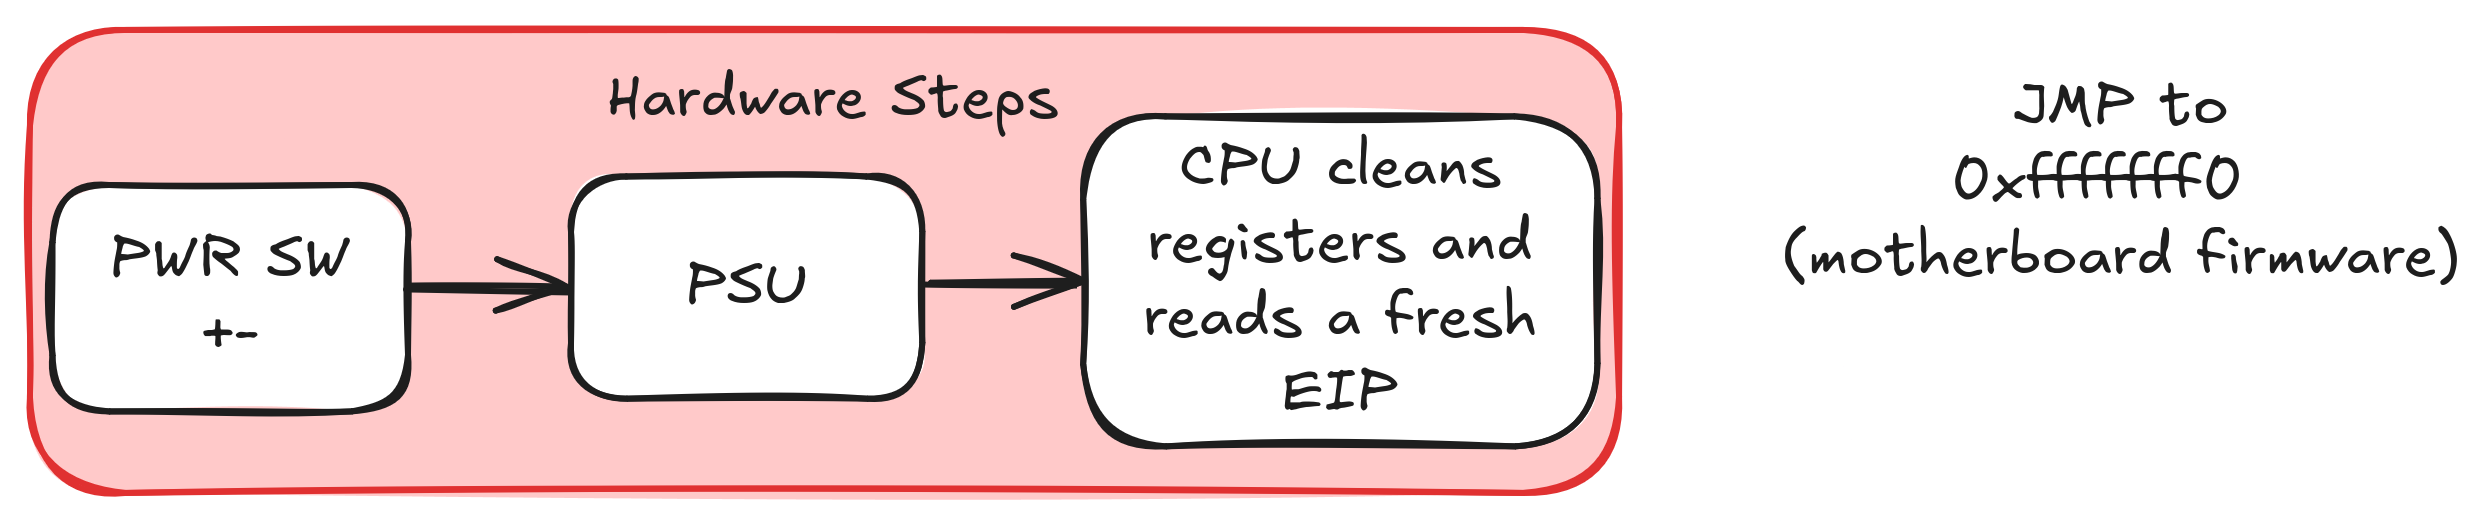 Hardware Steps
PWR SW
+-
PSU
CPU cleans
registers and
reads a fresh
EIP
JMP to
0xfffffff0
(motherboard firmware)